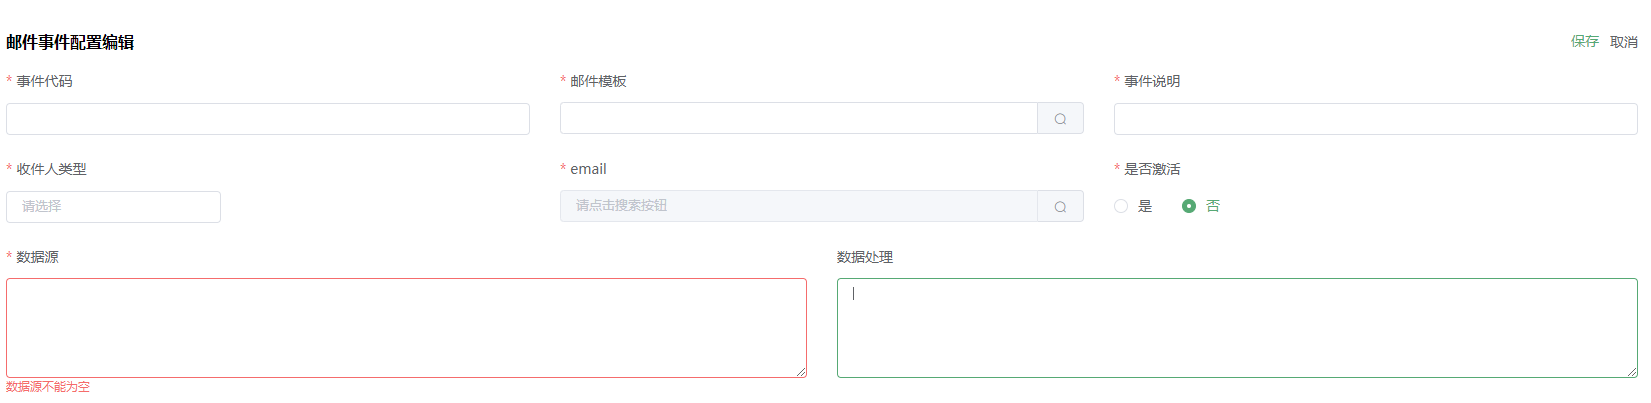 邮件事件配置编辑
保存 取消
* 事件代码
* 邮件模板
* 事件说明
* 收件人类型
* email
* 是否激活
请选择
请点击搜索按钮
是 否
* 数据源
数据处理
数据源不能为空